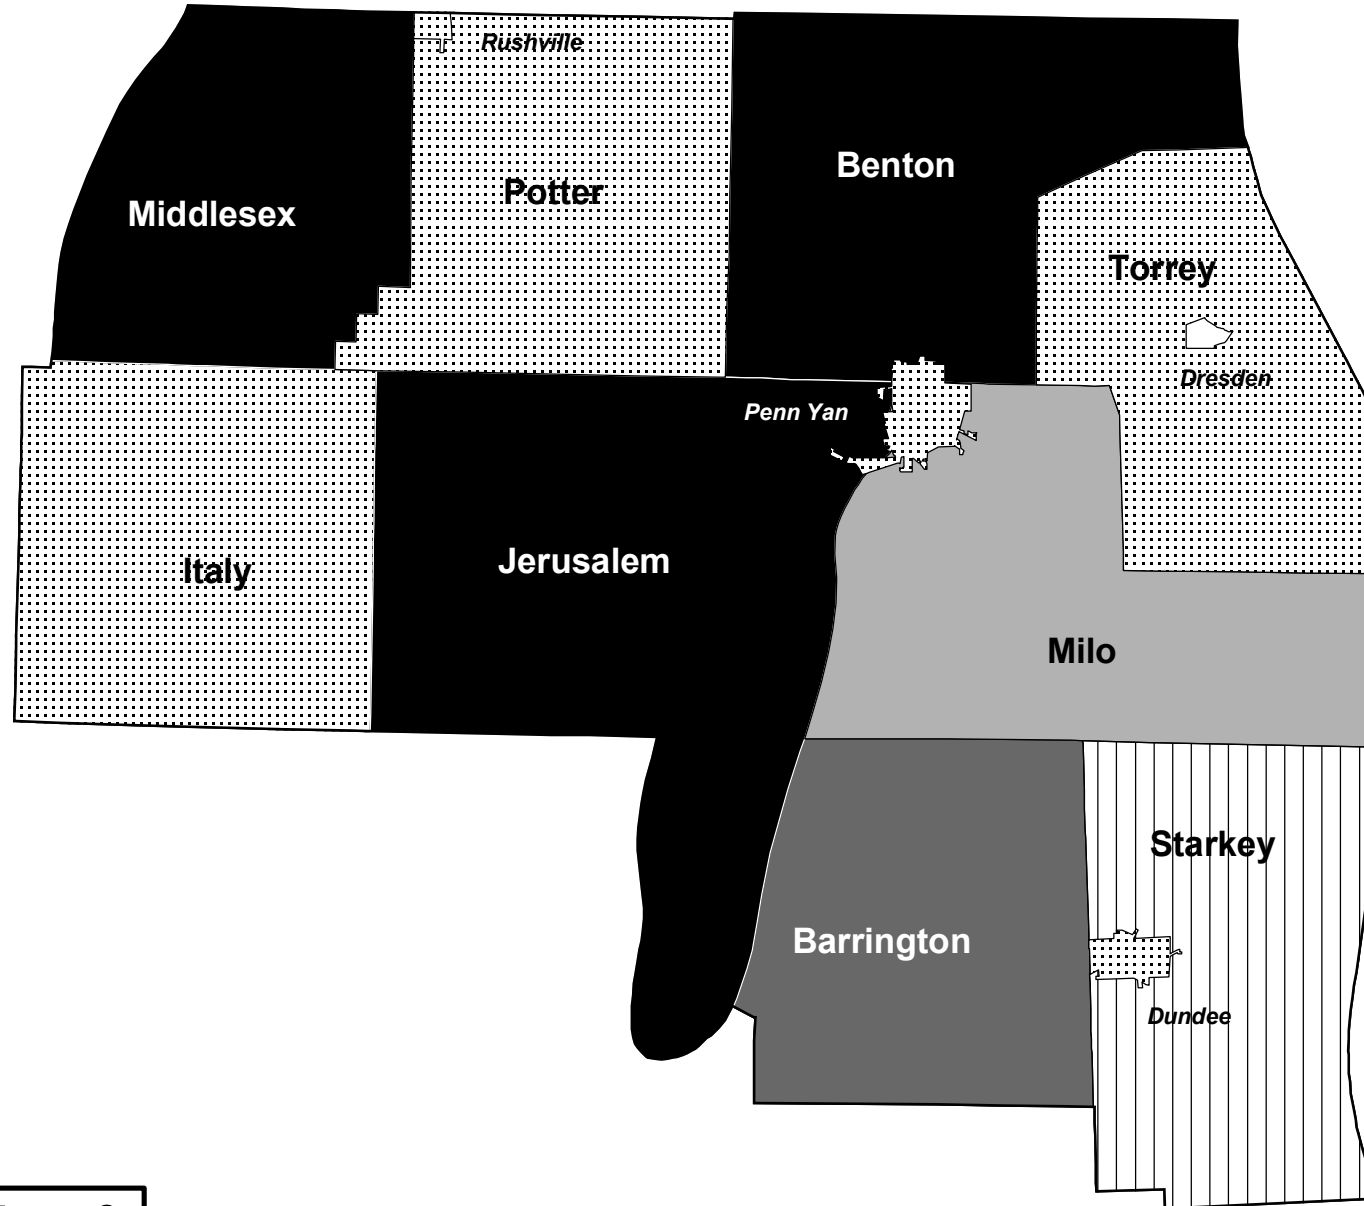 Rushville
Benton
Potter
Middlesex
Torrey
Dresden
Penn Yan
Jerusalem
Italy
Milo
Starkey
Barrington
Dundee